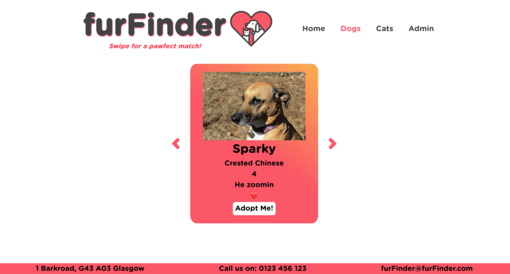 furFinder
Swipe for a pawfect match!
Home Dogs Cats Admin
Sparky
Crested Chinese
4
He zoomin
Adopt Me!
1 Barkroad, G43 A03 Glasgow Call us on: 0123 456 123 furFinder@furFinder.com